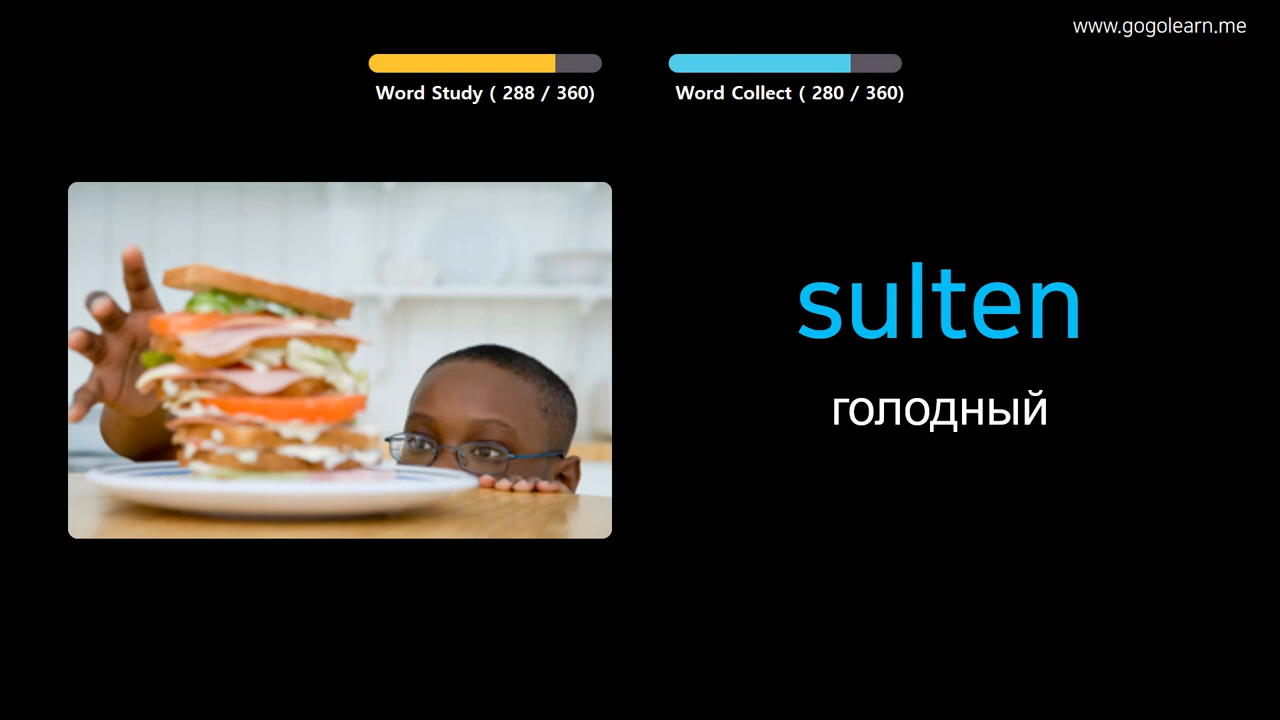 www.gogolearn.me
Word Study ( 288 / 360)
Word Collect ( 280 / 360)
sulten
голодный